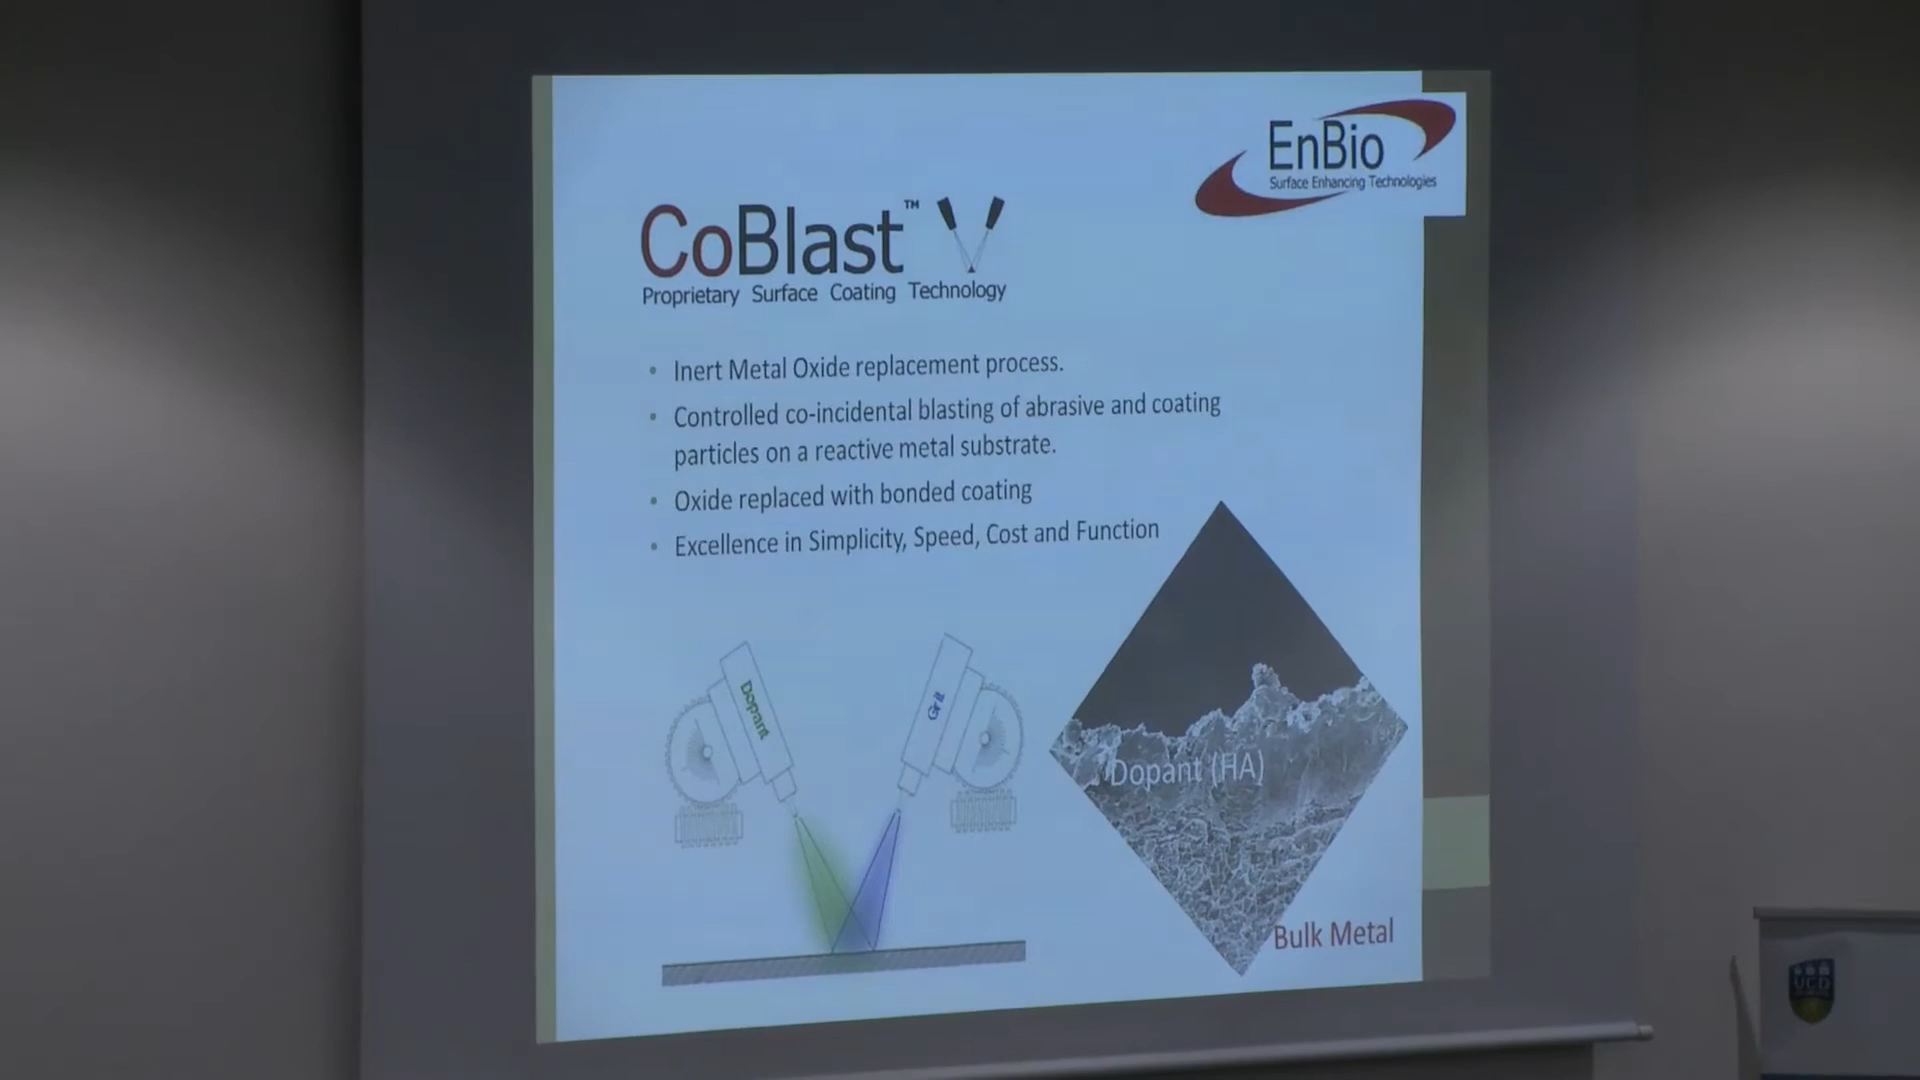 EnBio
Surface Enhancing Technologies
CoBlast™
Proprietary Surface Coating Technology
• Inert Metal Oxide replacement process.
• Controlled co-incidental blasting of abrasive and coating
particles on a reactive metal substrate.
• Oxide replaced with bonded coating
• Excellence in Simplicity, Speed, Cost and Function
Dopant
Grit
Dopant (HA)
Bulk Metal
UCD